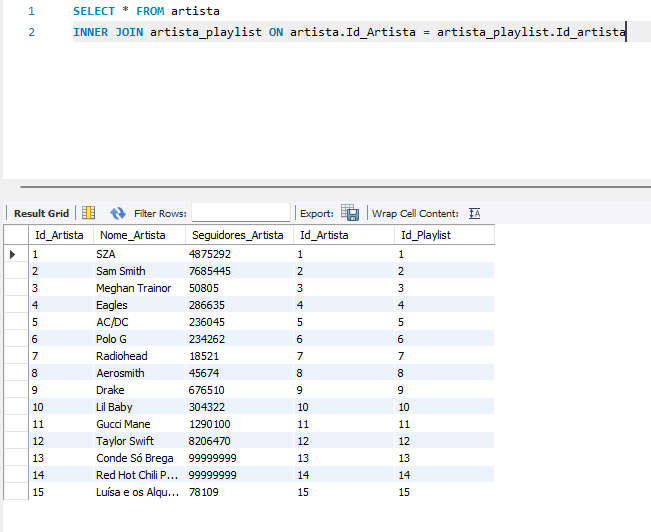 1 SELECT * FROM artista
2 INNER JOIN artista_playlist ON artista.Id_Artista = artista_playlist.Id_artista
Result Grid Filter Rows: Export: Wrap Cell Content: IA
Id_Artista Nome_Artista Seguidores_Artista Id_Artista Id_Playlist
1 SZA 4875292 1 1
2 Sam Smith 7685445 2 2
3 Meghan Trainor 50805 3 3
4 Eagles 286635 4 4
5 AC/DC 236045 5 5
6 Polo G 234262 6 6
7 Radiohead 18521 7 7
8 Aerosmith 45674 8 8
9 Drake 676510 9 9
10 Lil Baby 304322 10 10
11 Gucci Mane 1290100 11 11
12 Taylor Swift 8206470 12 12
13 Conde Só Brega 99999999 13 13
14 Red Hot Chili P... 99999999 14 14
15 Luísa e os Alqu... 78109 15 15